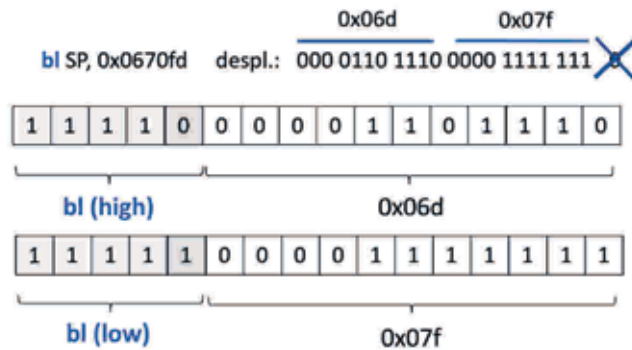 0x06d 0x07f
bl SP, 0x0670fd despl.: 000 0110 1110 0000 1111 111 0
1 1 1 1 0 0 0 0 0 1 1 0 1 1 1 0
bl (high) 0x06d
1 1 1 1 1 0 0 0 0 1 1 1 1 1 1 1
bl (low) 0x07f